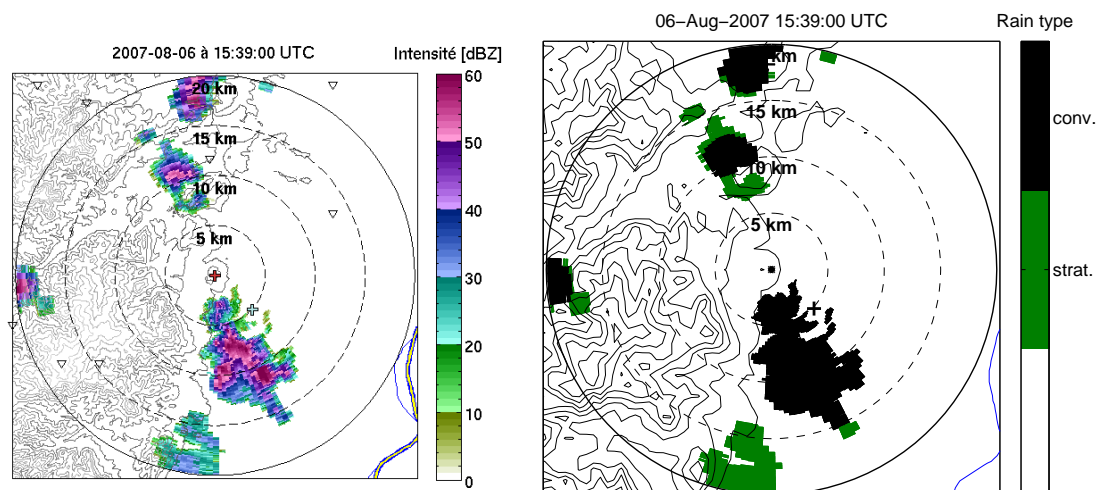 2007-08-06 à 15:39:00 UTC
Intensité [dBZ]
20 km
15 km
10 km
5 km
60
50
40
30
20
10
0
06–Aug–2007 15:39:00 UTC
Rain type
km
15 km
10 km
5 km
conv.
strat.